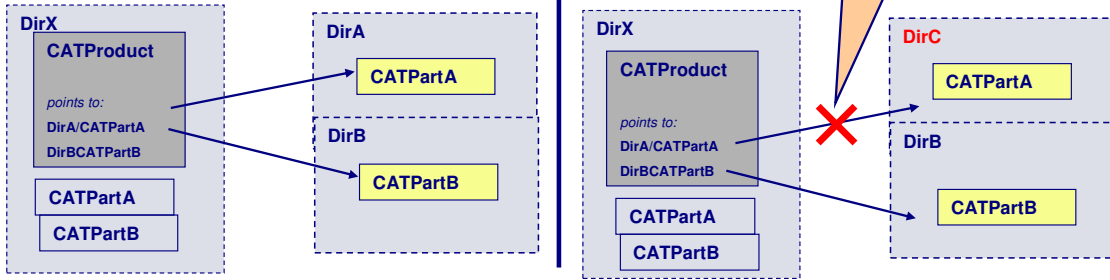 DirX
CATProduct
points to:
DirA/CATPartA
DirBCATPartB
CATPartA
CATPartB
DirA
CATPartA
DirB
CATPartB
DirX
CATProduct
points to:
DirA/CATPartA
DirBCATPartB
CATPartA
CATPartB
DirC
CATPartA
DirB
CATPartB